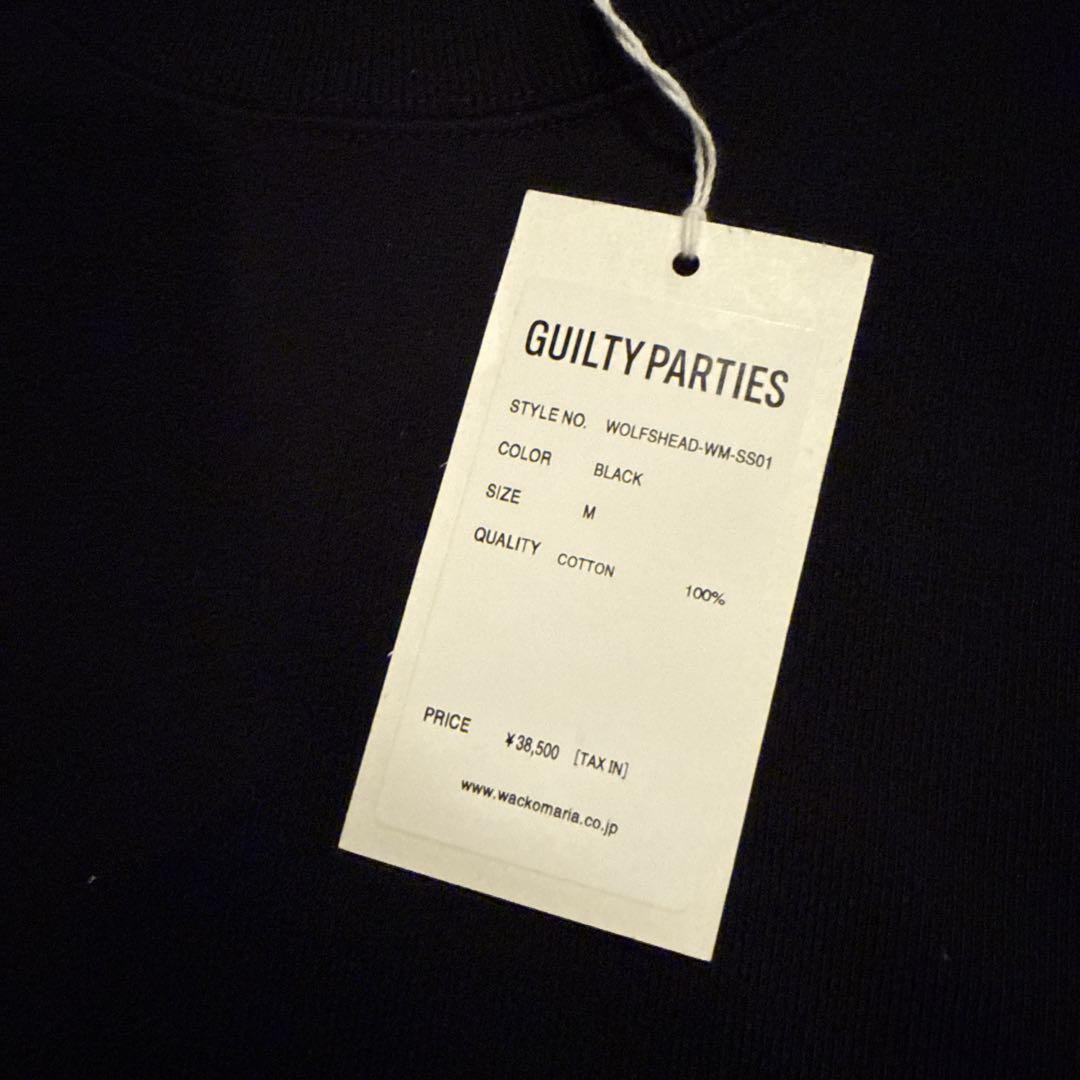 GUILTY PARTIES
STYLE NO. WOLFSHEAD-WM-SS01
COLOR BLACK
SIZE M
QUALITY COTTON 100%
PRICE ¥38,500 [TAX IN]
www.wackomaria.co.jp